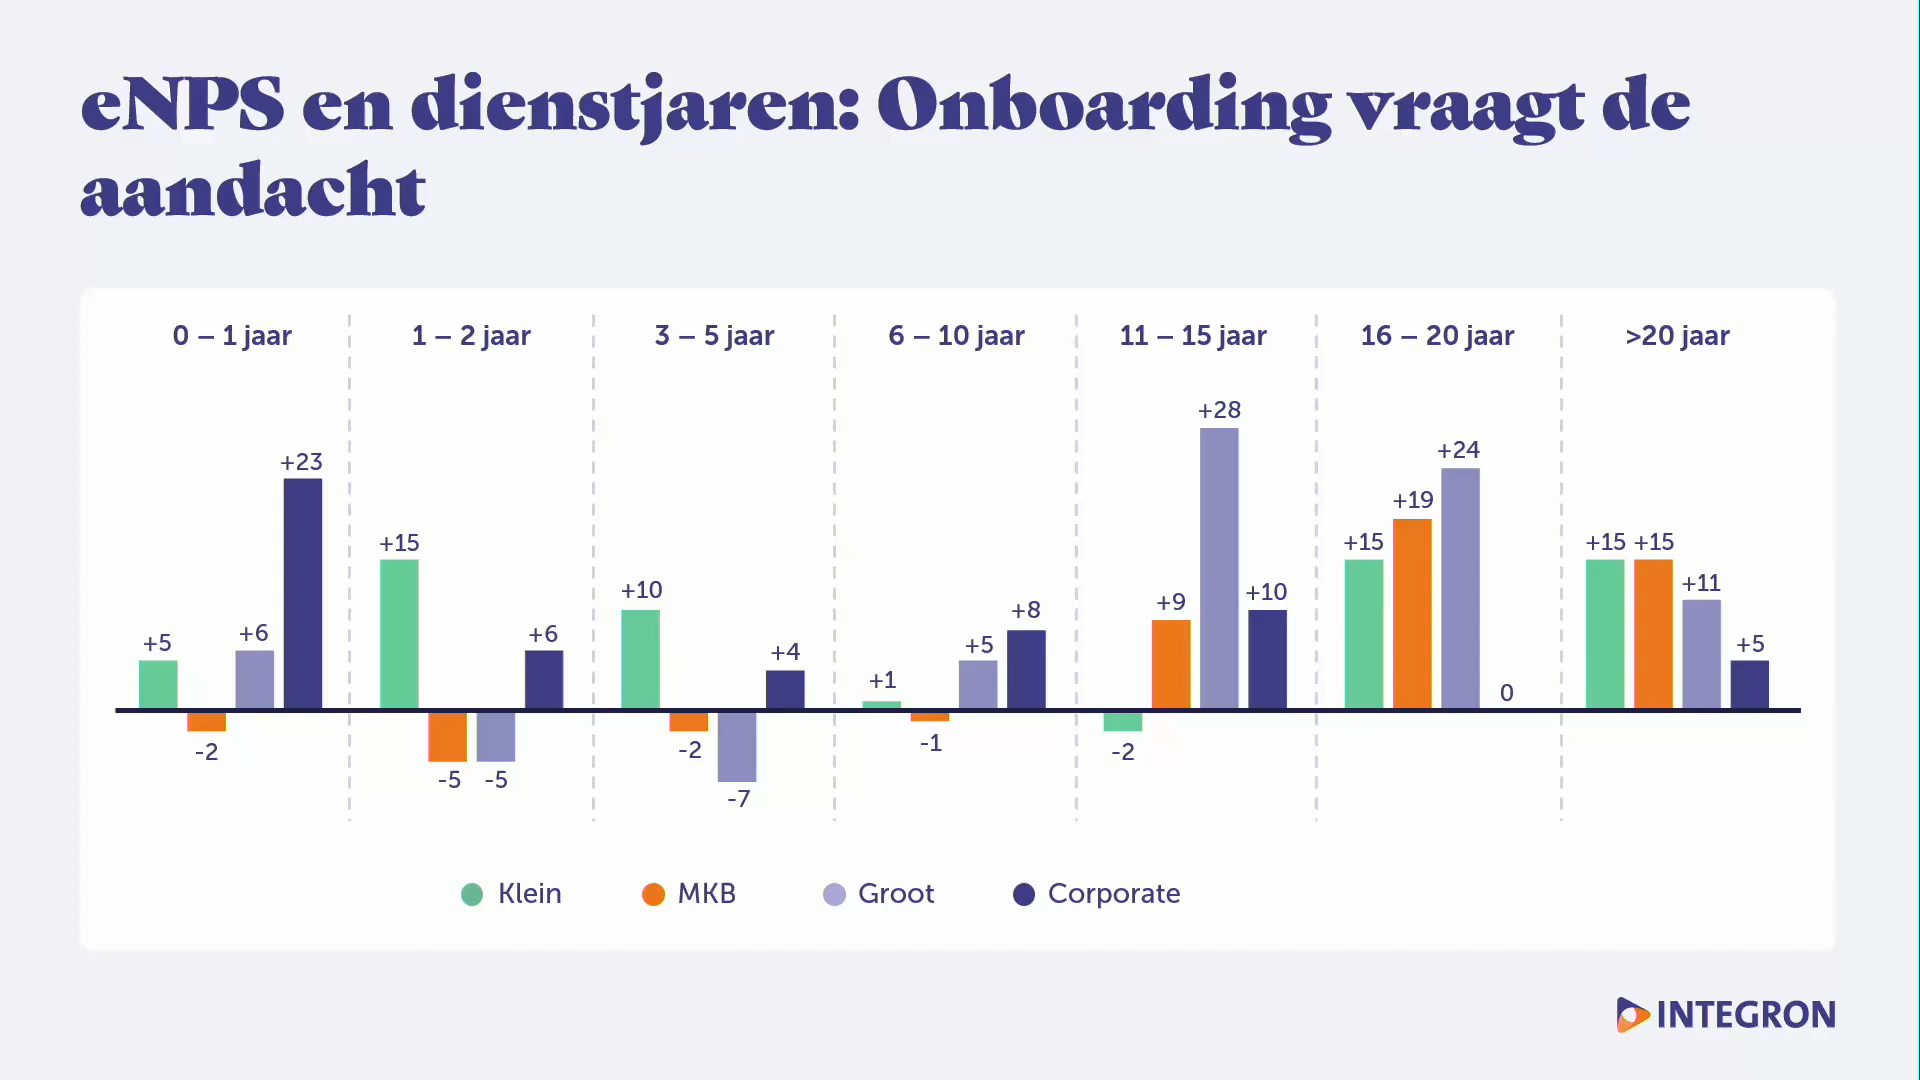 eNPS en dienstjaren: Onboarding vraagt de
aandacht
0 – 1 jaar
1 – 2 jaar
3 – 5 jaar
6 – 10 jaar
11 – 15 jaar
16 – 20 jaar
>20 jaar
+5
-2
+6
+23
+15
-5
-5
+6
+10
-2
-7
+4
+1
-1
+5
+8
-2
+9
+28
+10
+15
+19
+24
0
+15
+15
+11
+5
Klein
MKB
Groot
Corporate
INTEGRON